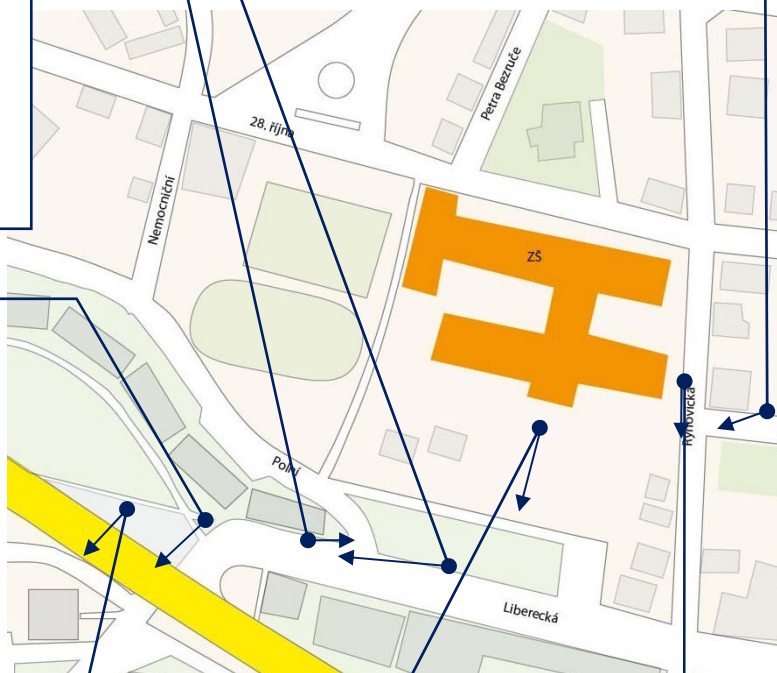 Petra Bezruče
28. října
Nemocniční
ZŠ
Rýnovická
Polní
Liberecká